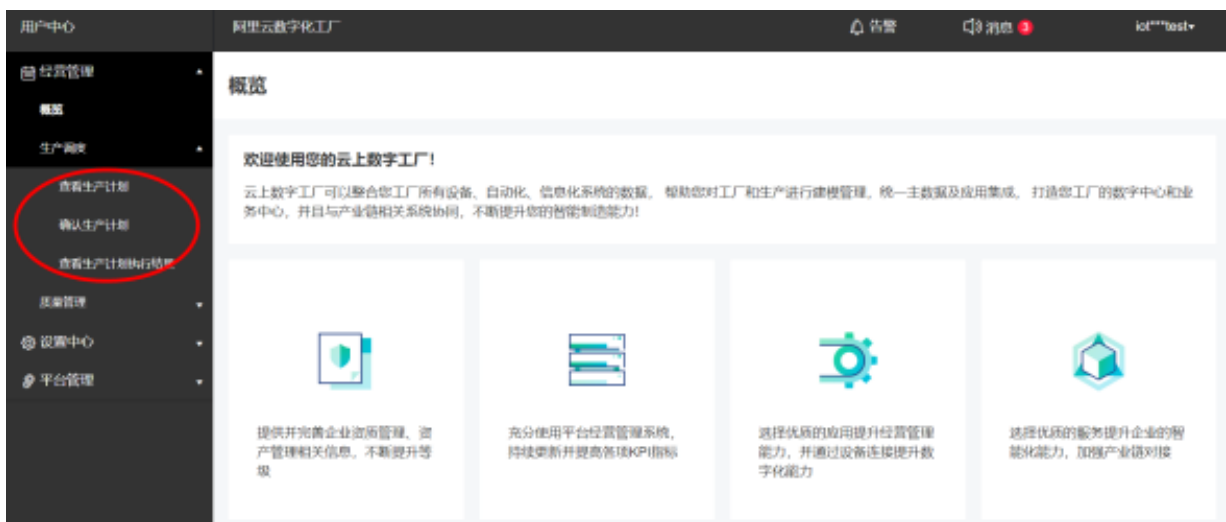 用户中心
阿里云数字化工厂
告警
消息 3
iot***test
经营管理
概览
生产调度
查看生产计划
确认生产计划
查看生产计划执行结果
质量管理
设置中心
平台管理
概览
欢迎使用您的云上数字工厂！
云上数字工厂可以整合您工厂所有设备、自动化、信息化系统的数据， 帮助您对工厂和生产进行建模管理，统一主数据及应用集成， 打造您工厂的数字中心和业
务中心，并且与产业链相关系统协同，不断提升您的智能制造能力！
提供并完善企业资质管理、资
产管理相关信息，不断提升等
级
充分使用平台经营管理系统，
持续更新并提高各项KPI指标
选择优质的应用提升经营管理
能力，并通过设备连接提升数
字化能力
选择优质的服务提升企业的智
能化能力，加强产业链对接